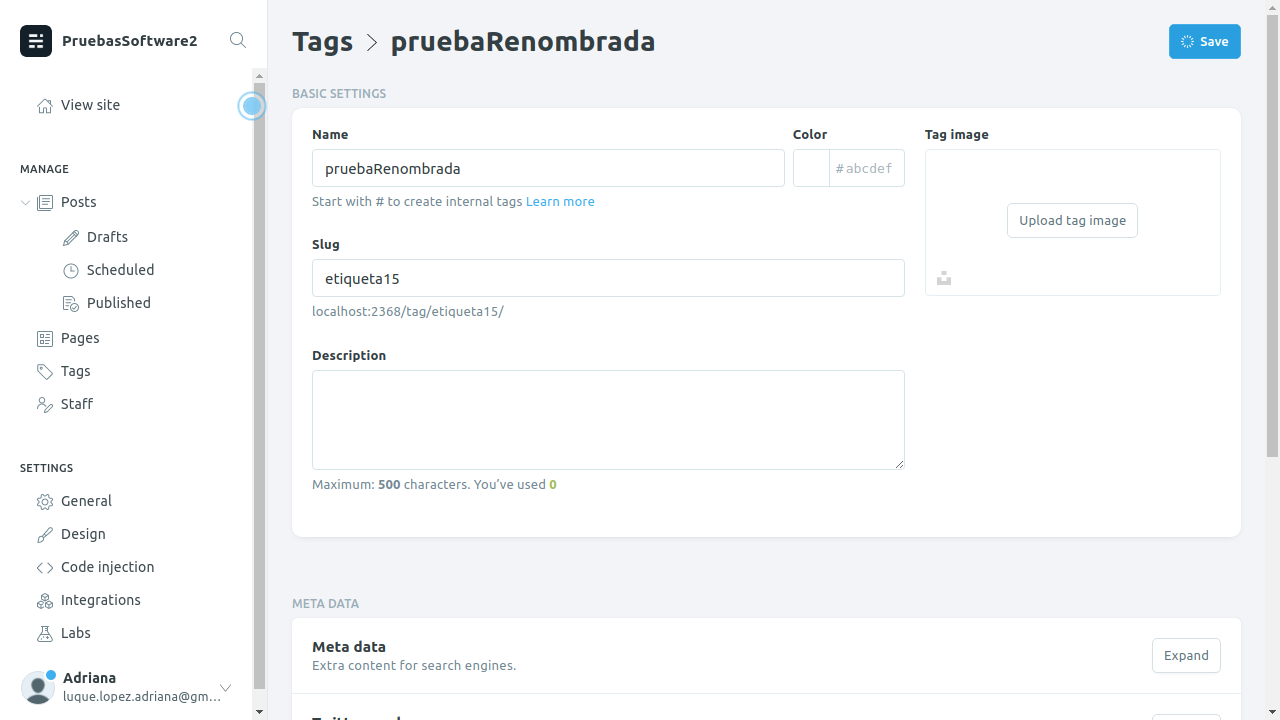 PruebasSoftware2
View site
MANAGE
Posts
Drafts
Scheduled
Published
Pages
Tags
Staff
SETTINGS
General
Design
Code injection
Integrations
Labs
Adriana
luque.lopez.adriana@gm...
Tags > pruebaRenombrada
Save
BASIC SETTINGS
Name
pruebaRenombrada
Start with # to create internal tags Learn more
Color
#abcdef
Slug
etiqueta15
localhost:2368/tag/etiqueta15/
Description
Maximum: 500 characters. You’ve used 0
Tag image
Upload tag image
META DATA
Meta data
Extra content for search engines.
Expand